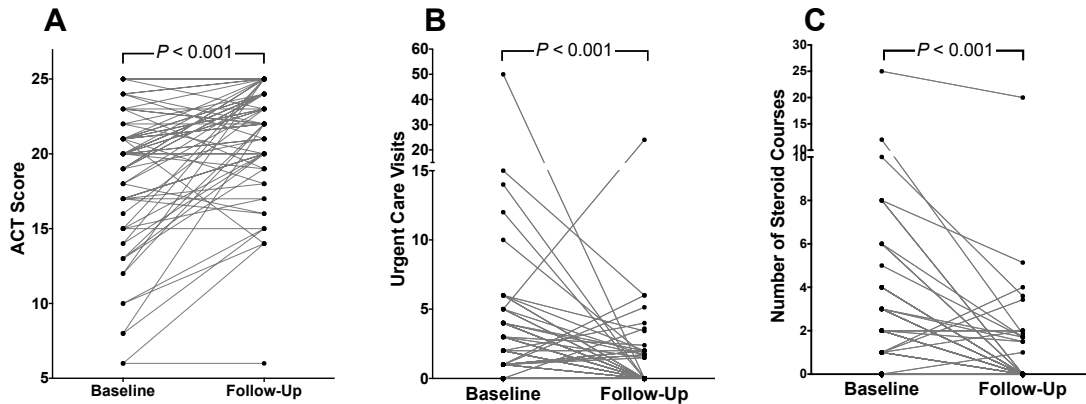 A
P < 0.001
ACT Score
25
20
15
10
5
Baseline
Follow-Up
B
P < 0.001
Urgent Care Visits
60
50
40
30
20
15
10
5
0
Baseline
Follow-Up
C
P < 0.001
Number of Steroid Courses
30
25
20
15
10
10
8
6
4
2
0
Baseline
Follow-Up